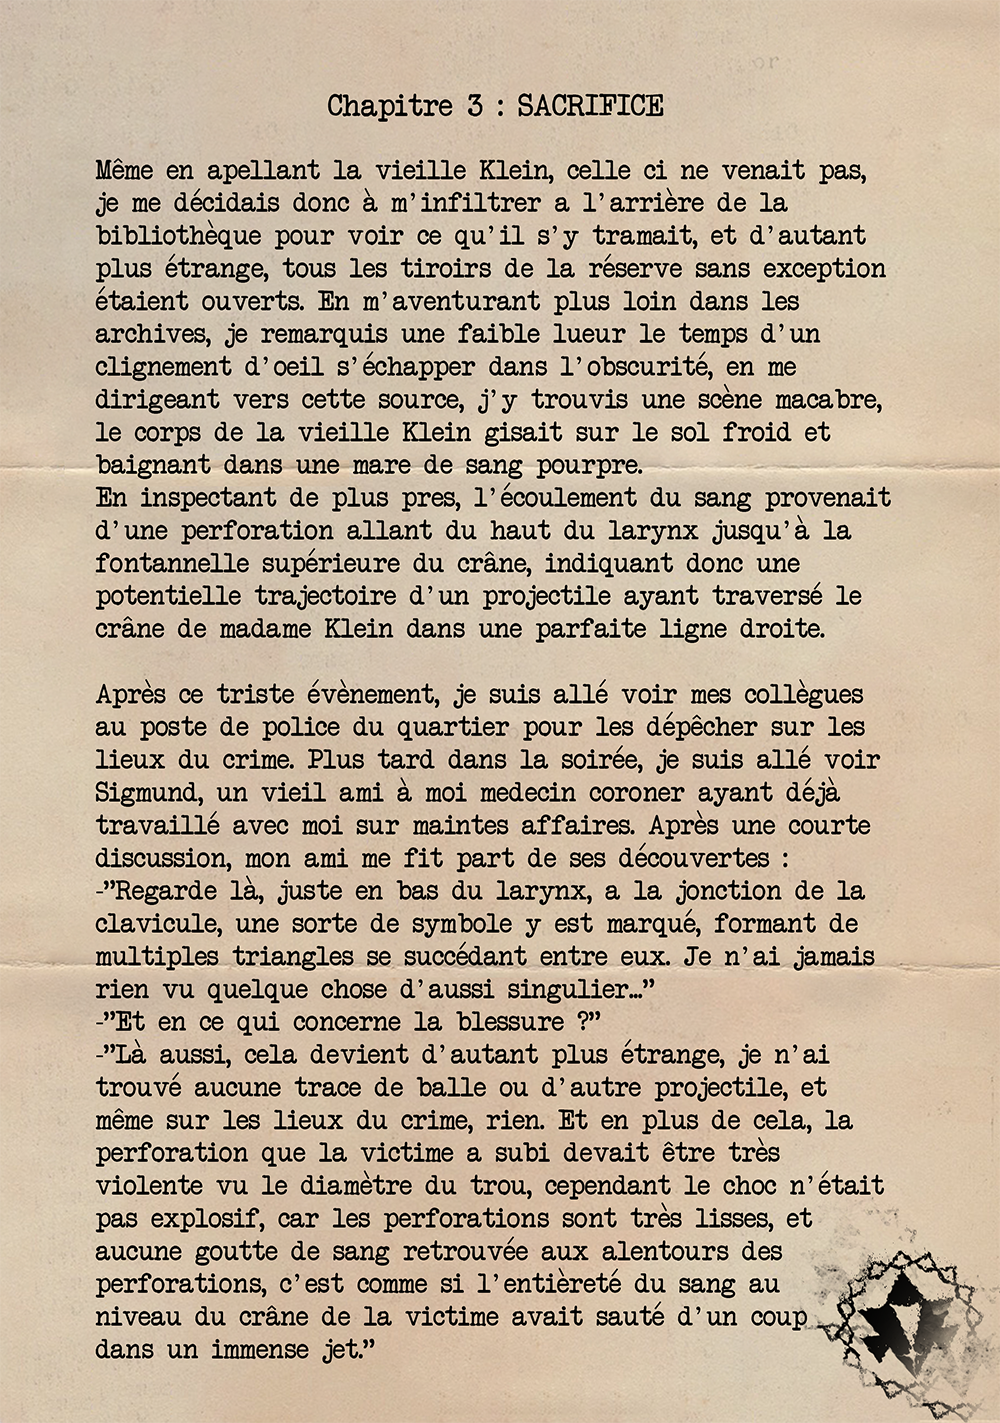 Chapitre 3 : SACRIFICE
Même en apellant la vieille Klein, celle ci ne venait pas,
je me décidais donc à m'infiltrer a l'arrière de la
bibliothèque pour voir ce qu'il s'y tramait, et d'autant
plus étrange, tous les tiroirs de la réserve sans exception
étaient ouverts. En m'aventurant plus loin dans les
archives, je remarquis une faible lueur le temps d'un
clignement d'oeil s'échapper dans l'obscurité, en me
dirigeant vers cette source, j'y trouvis une scène macabre,
le corps de la vieille Klein gisait sur le sol froid et
baignant dans une mare de sang pourpre.
En inspectant de plus pres, l'écoulement du sang provenait
d'une perforation allant du haut du larynx jusqu'à la
fontannelle supérieure du crâne, indiquant donc une
potentielle trajectoire d'un projectile ayant traversé le
crâne de madame Klein dans une parfaite ligne droite.
Après ce triste évènement, je suis allé voir mes collègues
au poste de police du quartier pour les dépêcher sur les
lieux du crime. Plus tard dans la soirée, je suis allé voir
Sigmund, un vieil ami à moi medecin coroner ayant déjà
travaillé avec moi sur maintes affaires. Après une courte
discussion, mon ami me fit part de ses découvertes :
-”Regarde là, juste en bas du larynx, a la jonction de la
clavicule, une sorte de symbole y est marqué, formant de
multiples triangles se succédant entre eux. Je n'ai jamais
rien vu quelque chose d'aussi singulier…”
-”Et en ce qui concerne la blessure ?”
-”Là aussi, cela devient d'autant plus étrange, je n'ai
trouvé aucune trace de balle ou d'autre projectile, et
même sur les lieux du crime, rien. Et en plus de cela, la
perforation que la victime a subi devait être très
violente vu le diamètre du trou, cependant le choc n'était
pas explosif, car les perforations sont très lisses, et
aucune goutte de sang retrouvée aux alentours des
perforations, c'est comme si l'entièreté du sang au
niveau du crâne de la victime avait sauté d'un coup
dans un immense jet.”